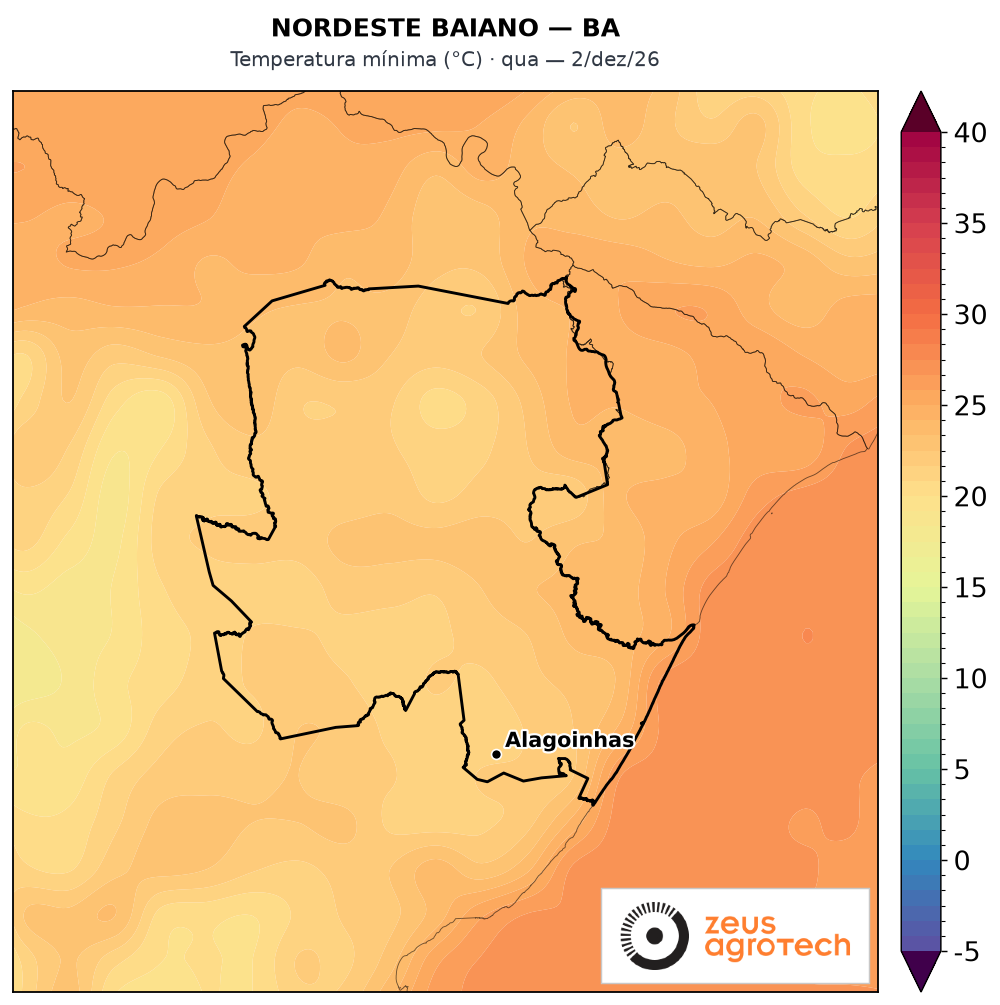 NORDESTE BAIANO — BA
Temperatura mínima (°C) · qua — 2/dez/26
40
35
30
25
20
15
10
5
0
-5
Alagoinhas
zeus
agrotech